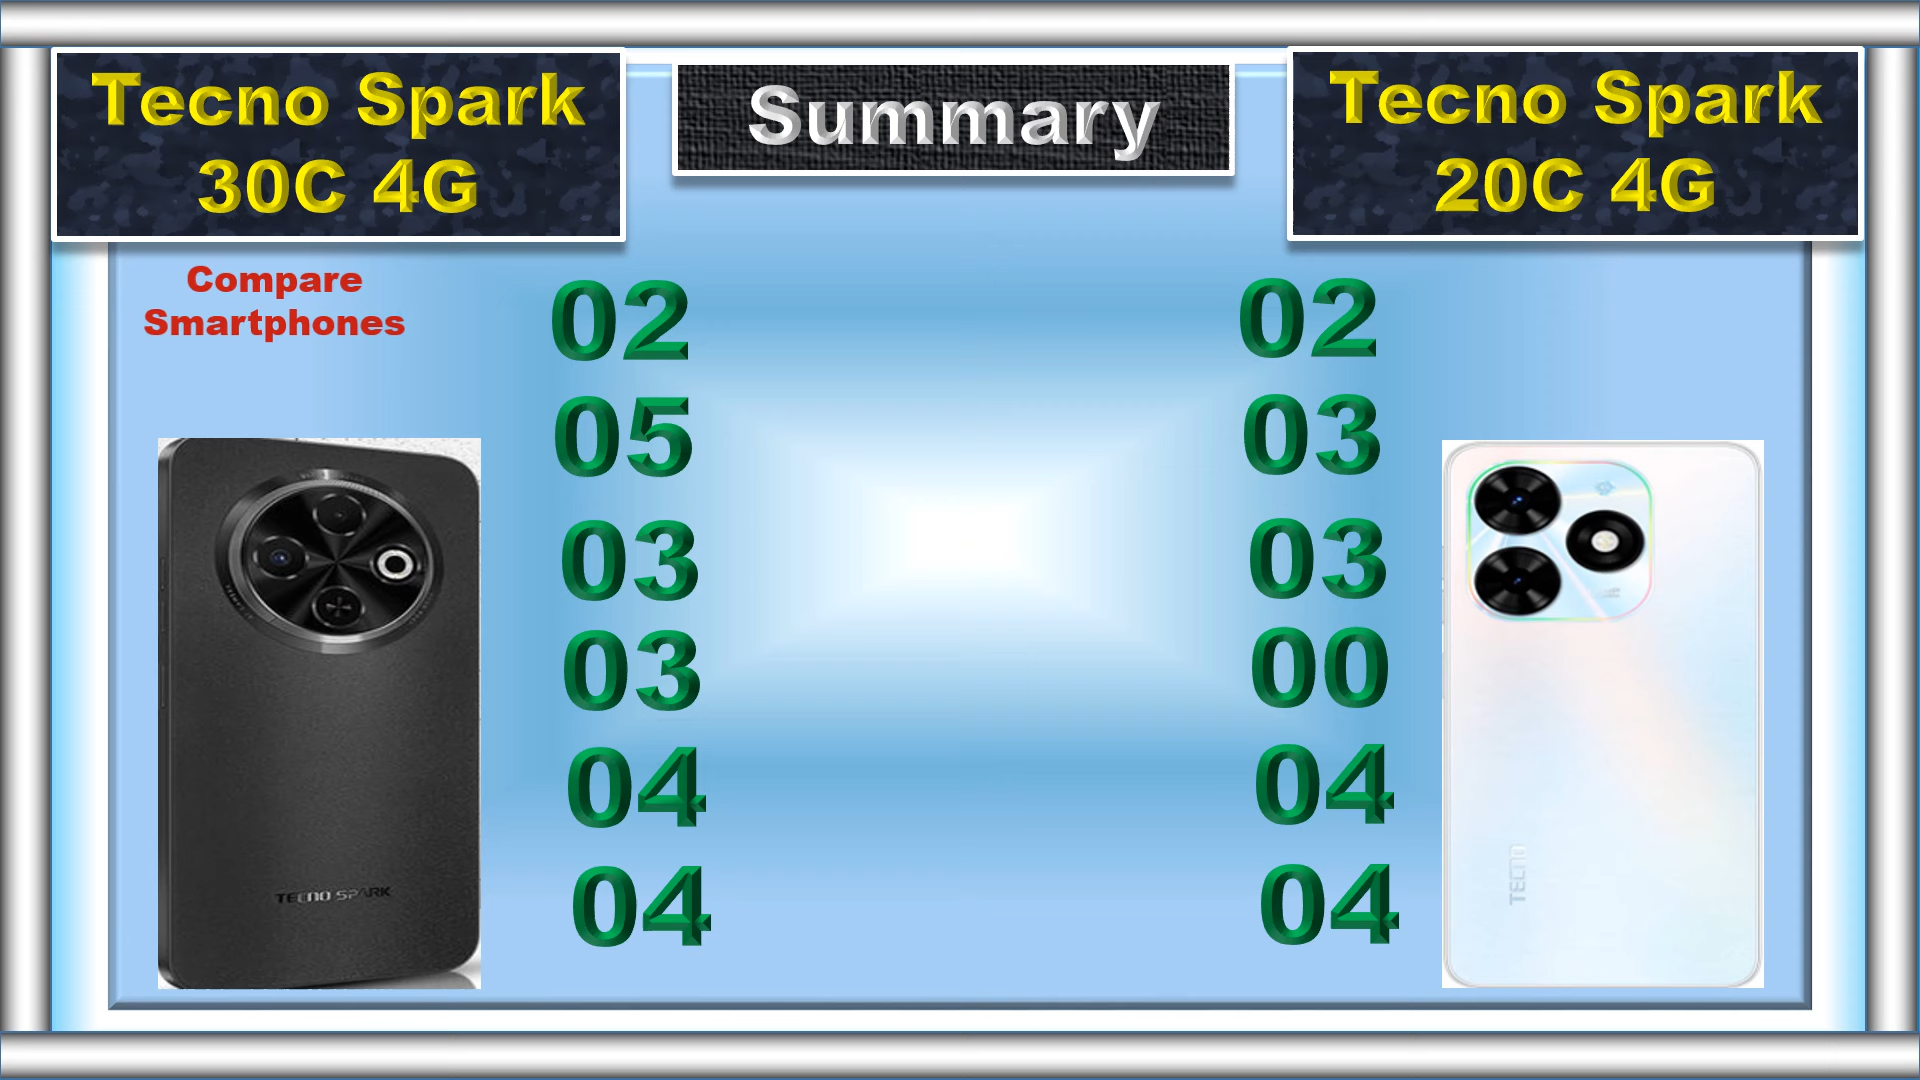 Tecno Spark
30C 4G
Summary
Tecno Spark
20C 4G
Compare
Smartphones
02 02
05 03
03 03
03 00
04 04
04 04
TECNO SPARK
TECNO